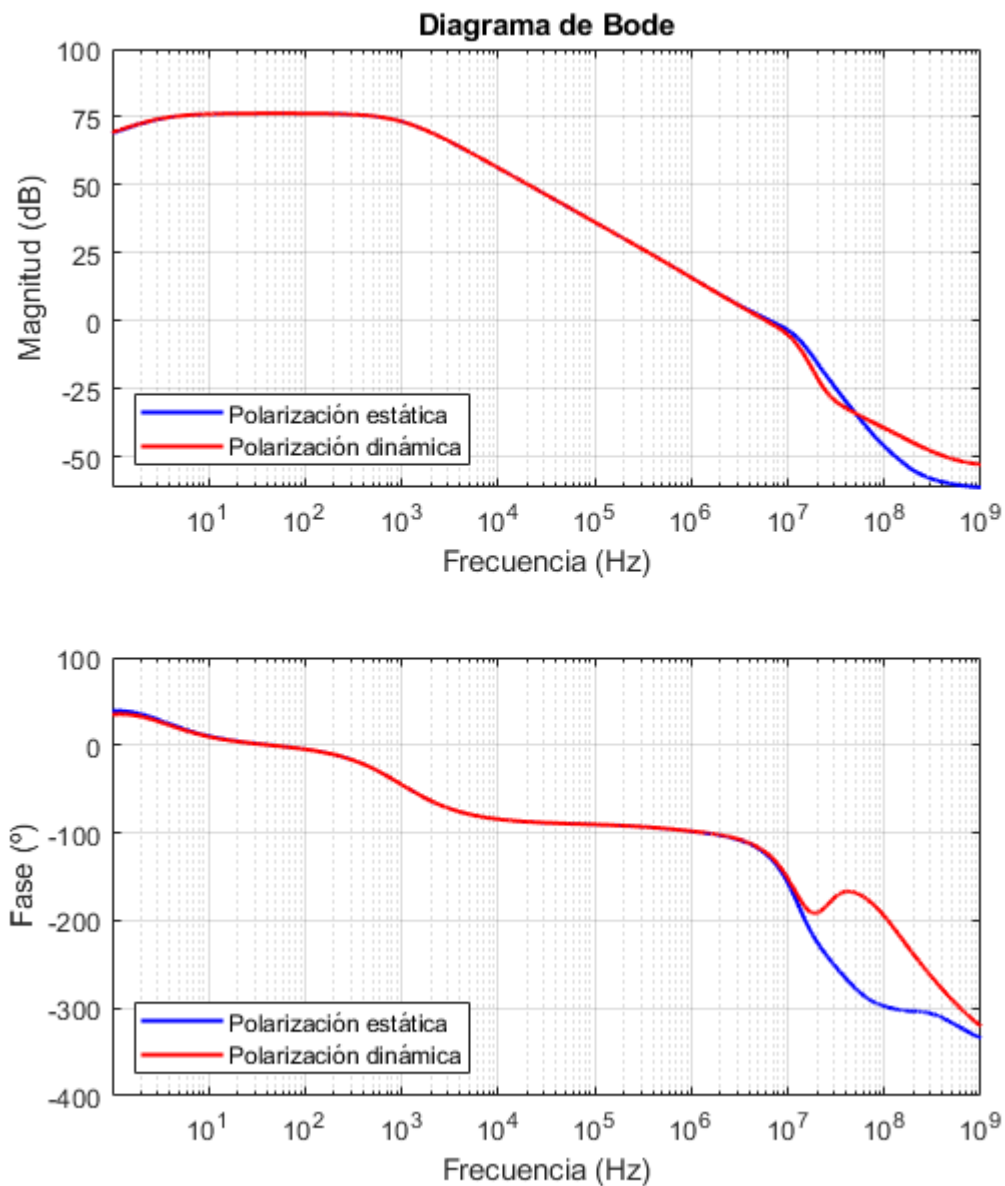 Diagrama de Bode
Magnitud (dB)
100
75
50
25
0
-25
-50
Polarización estática
Polarización dinámica
10^1 10^2 10^3 10^4 10^5 10^6 10^7 10^8 10^9
Frecuencia (Hz)
Fase (º)
100
0
-100
-200
-300
-400
Polarización estática
Polarización dinámica
10^1 10^2 10^3 10^4 10^5 10^6 10^7 10^8 10^9
Frecuencia (Hz)